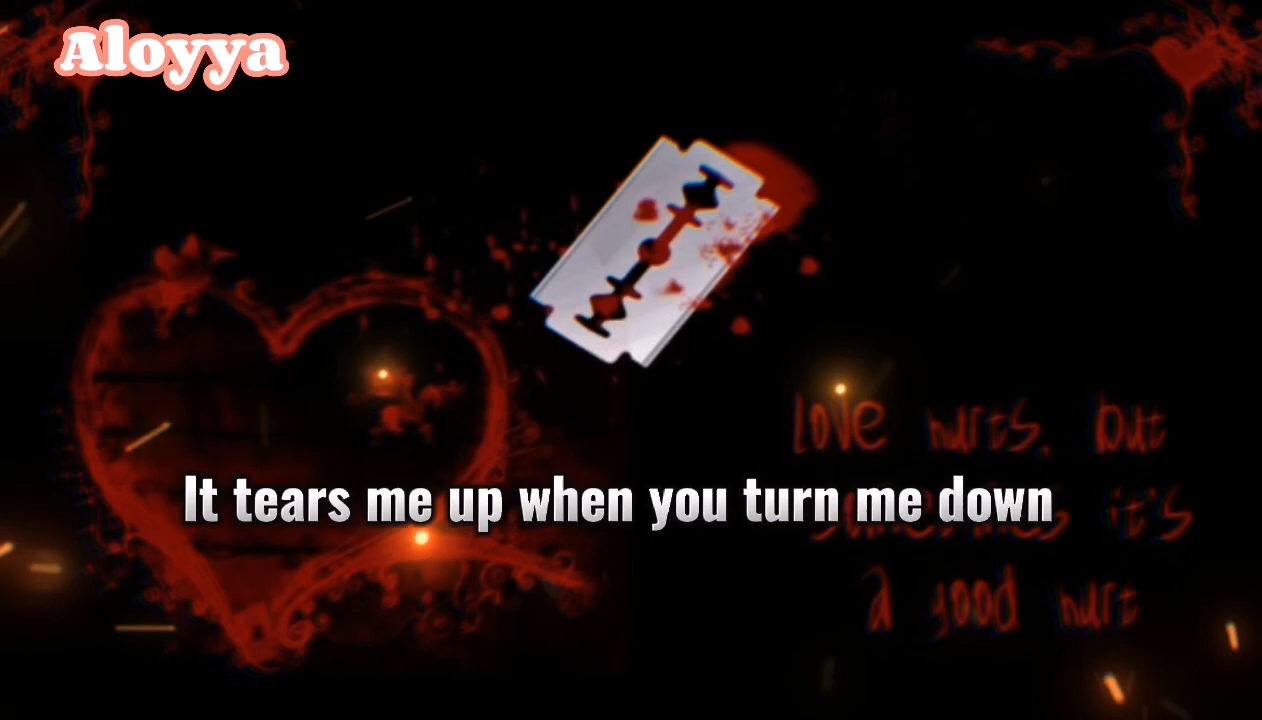 Aloyya
love hurts, but
It tears me up when you turn me down
sometimes it's
a good hurt